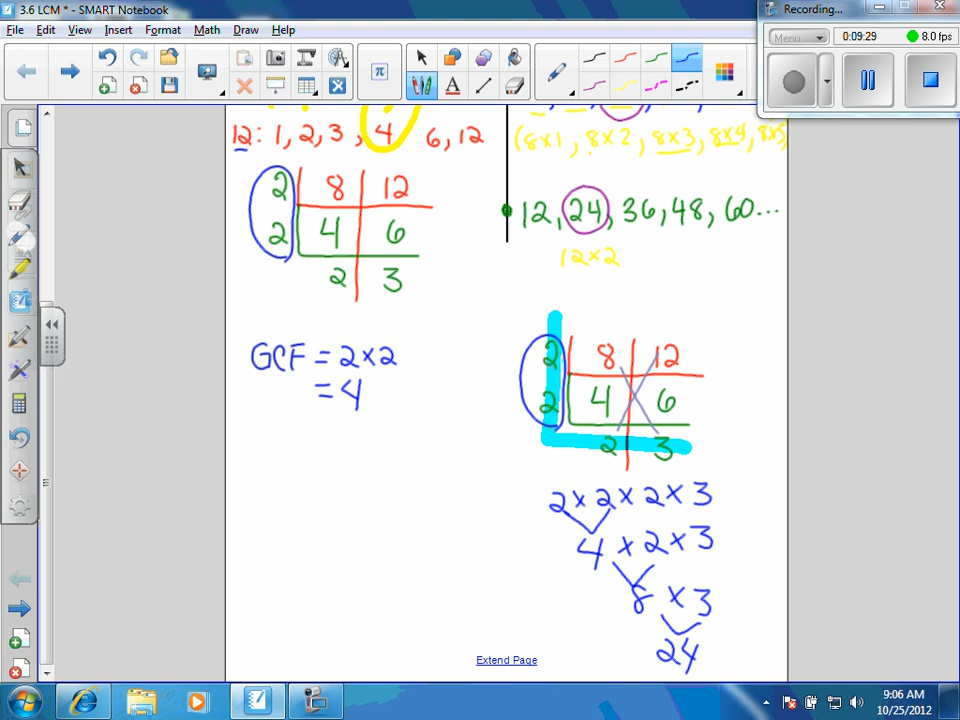 3.6 LCM * - SMART Notebook
Recording...
File Edit View Insert Format Math Draw Help
Menu
0:09:29
8.0 fps
12: 1, 2, 3, 4 6, 12
(8×1, 8×2, 8×3, 8×4, 8×5,
2 8 12
2 4 6
2 3
12, 24, 36, 48, 60...
12×2
GCF = 2×2
= 4
2 8 12
2 4 6
2 3
2×2×2×3
4×2×3
8×3
24
Extend Page
9:06 AM
10/25/2012